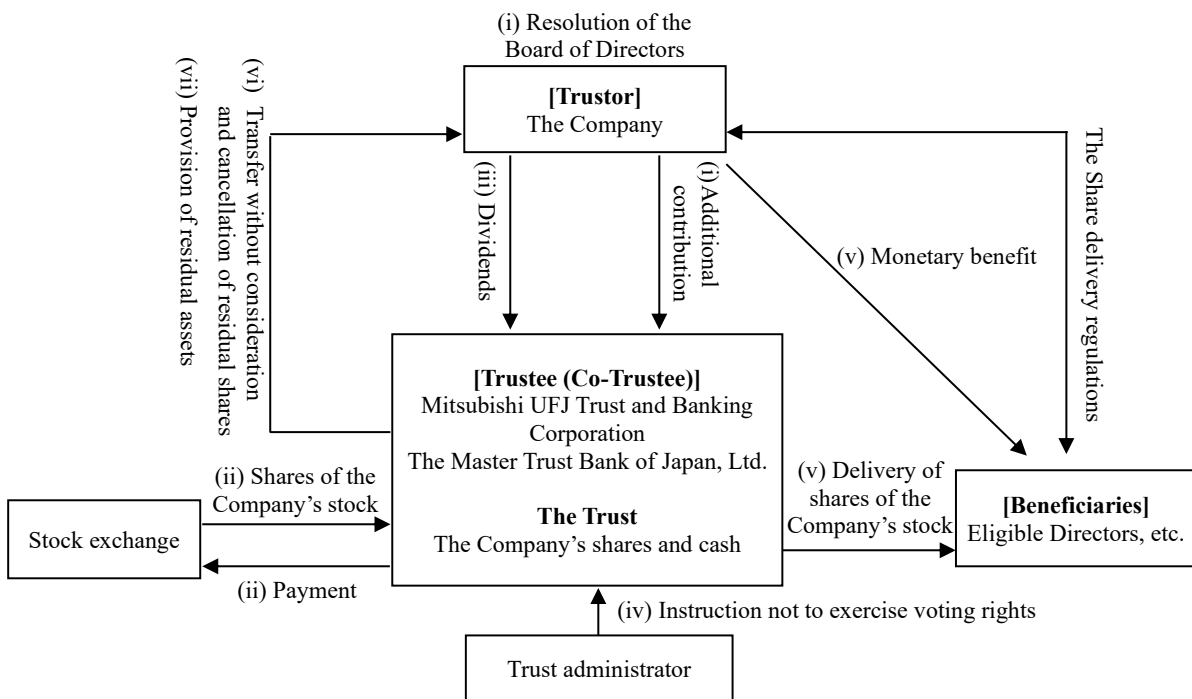 (i) Resolution of the
Board of Directors
[Trustor]
The Company
(vii) Provision of residual assets
(vi) Transfer without consideration
and cancellation of residual shares
(iii) Dividends
(i) Additional
contribution
(v) Monetary benefit
The Share delivery regulations
[Trustee (Co-Trustee)]
Mitsubishi UFJ Trust and Banking
Corporation
The Master Trust Bank of Japan, Ltd.
The Trust
The Company’s shares and cash
(ii) Shares of the
Company’s stock
Stock exchange
(ii) Payment
(v) Delivery of
shares of the
Company’s stock
[Beneficiaries]
Eligible Directors, etc.
(iv) Instruction not to exercise voting rights
Trust administrator